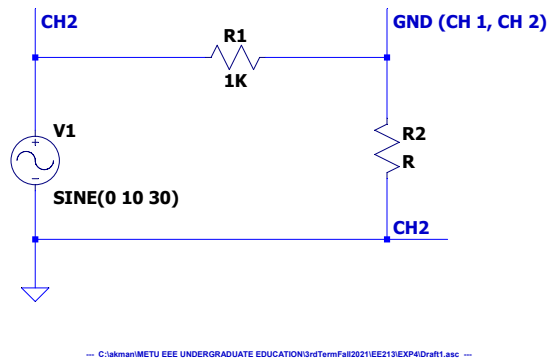 CH2
GND (CH 1, CH 2)
R1
1K
V1
R2
R
SINE(0 10 30)
CH2
--- C:\akman\METU EEE UNDERGRADUATE EDUCATION\3rdTermFall2021\EE213\EXP4\Draft1.asc ---